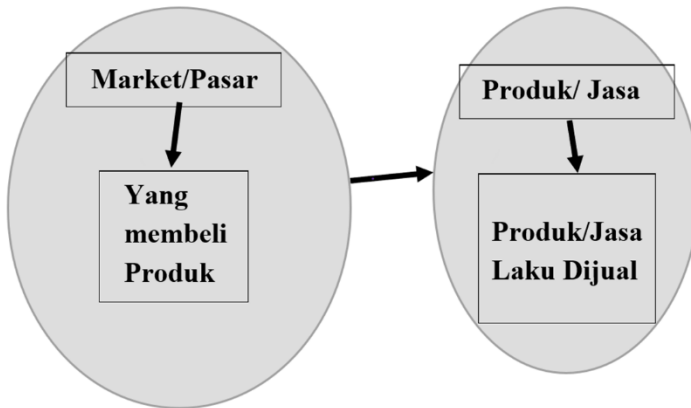 Market/Pasar
Yang
membeli
Produk
Produk/ Jasa
Produk/Jasa
Laku Dijual